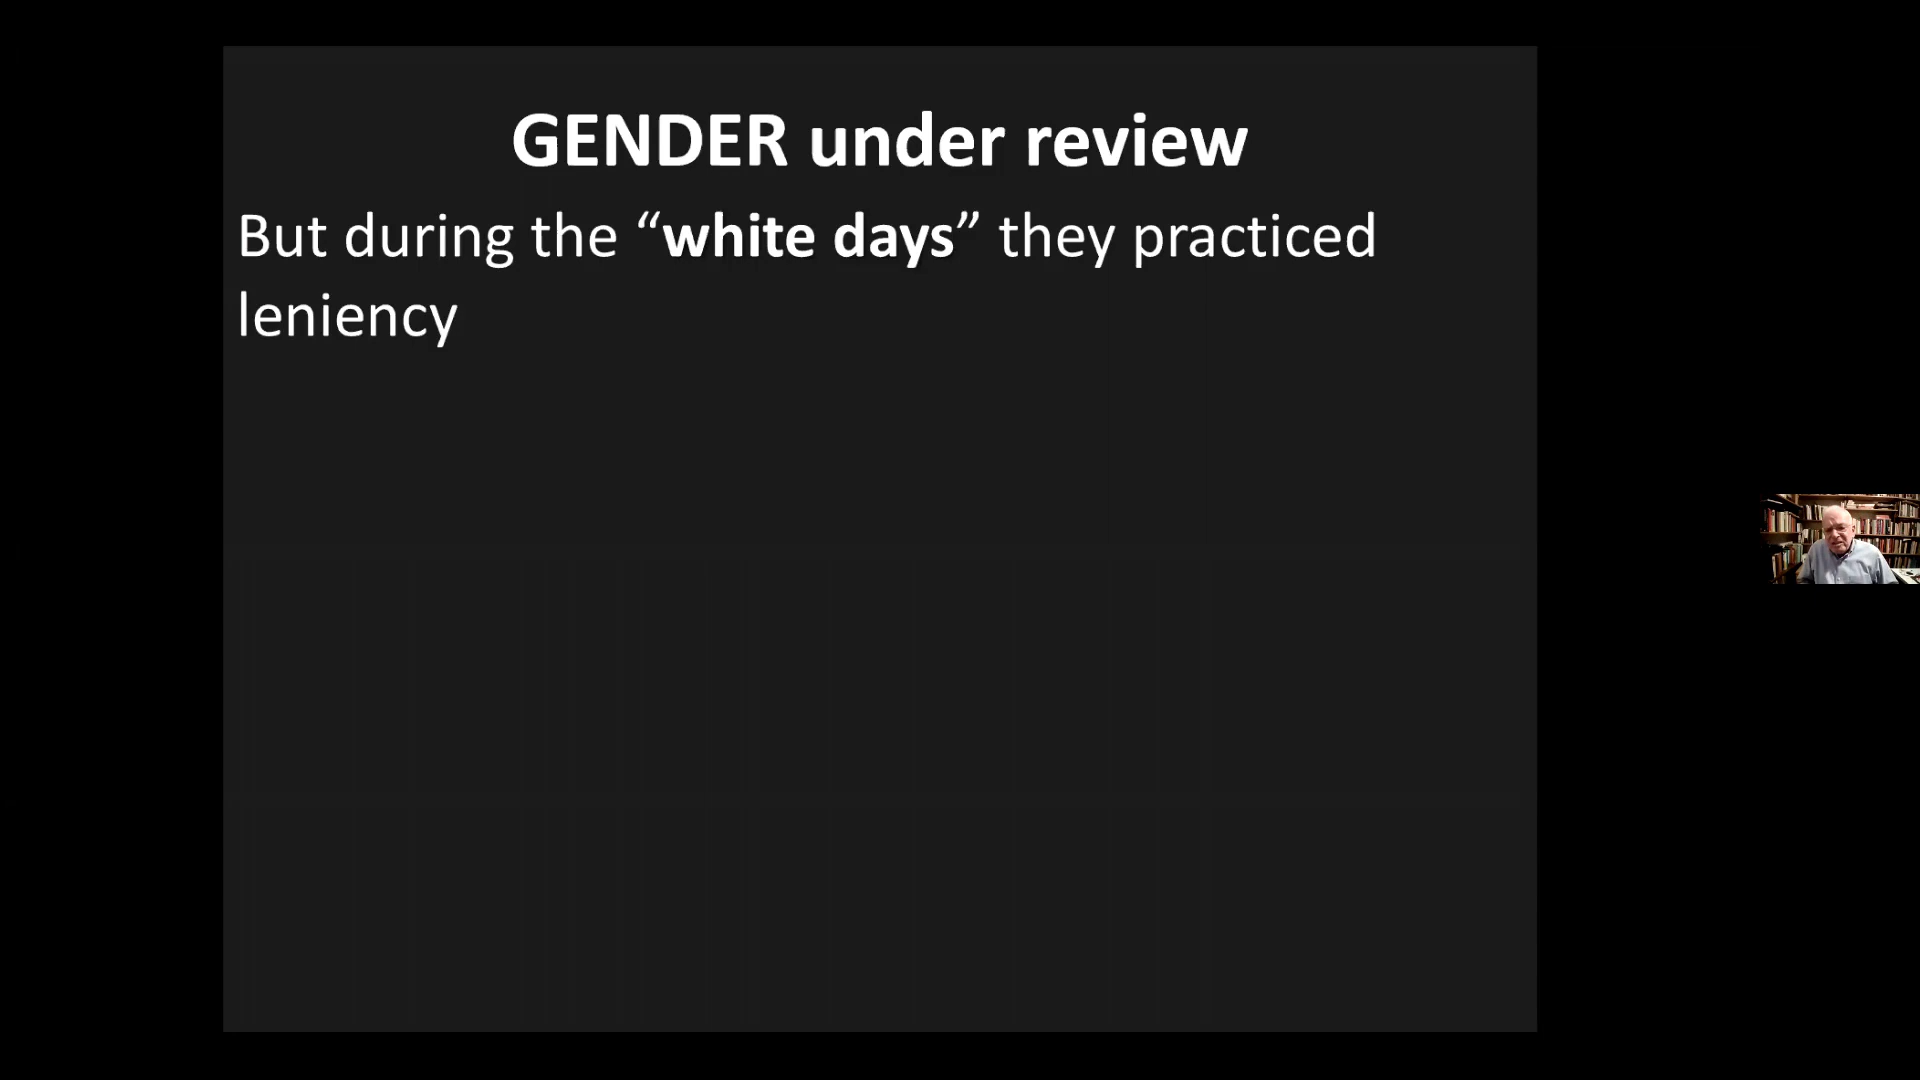 GENDER under review
But during the “white days” they practiced
leniency